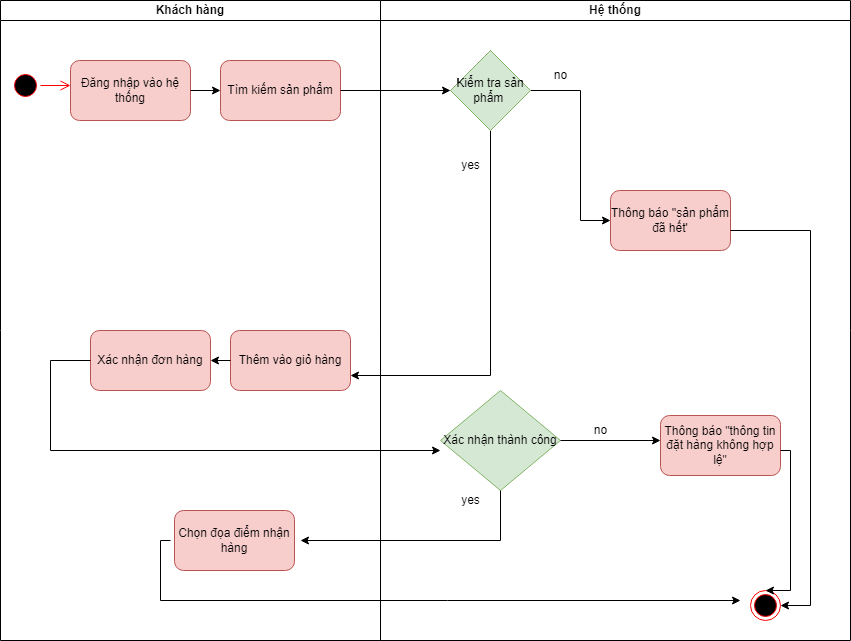 Khách hàng
Hệ thống
Đăng nhập vào hệ
thống
Tìm kiếm sản phẩm
Kiểm tra sản
phẩm
no
yes
Thông báo "sản phẩm
đã hết'
Xác nhận đơn hàng
Thêm vào giỏ hàng
Xác nhận thành công
no
Thông báo "thông tin
đặt hàng không hợp
lệ"
yes
Chọn đọa điểm nhận
hàng